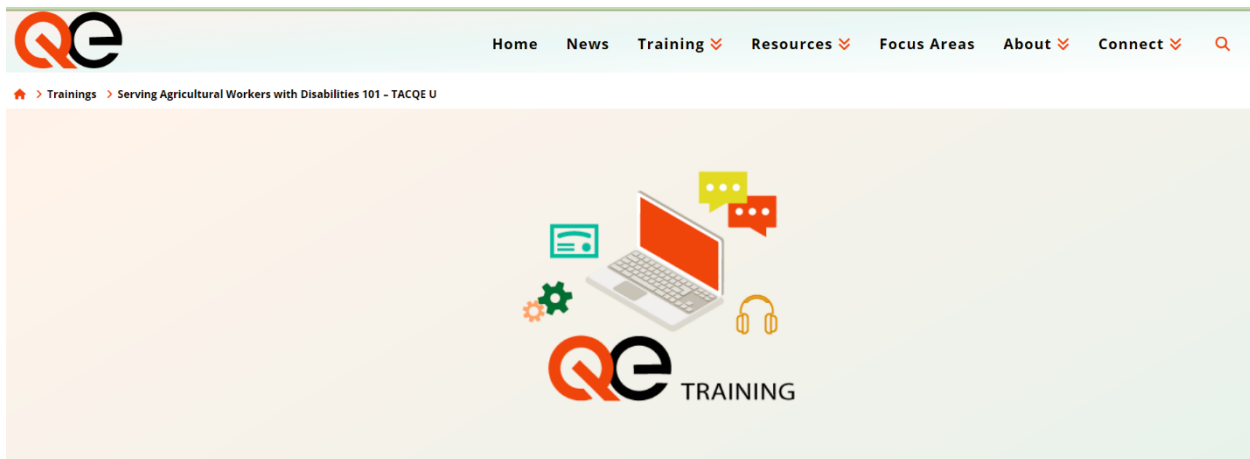 Qe
Home News Training Resources Focus Areas About Connect
> Trainings > Serving Agricultural Workers with Disabilities 101 – TACQE U
Qe TRAINING